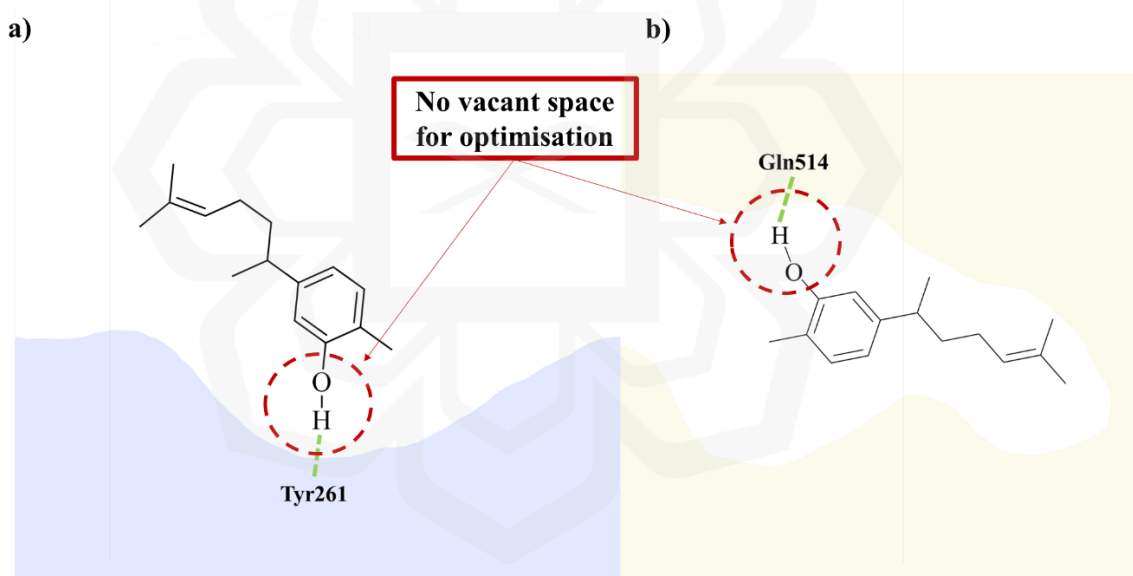 a)
b)
No vacant space
for optimisation
Gln514
H
O
O
H
Tyr261